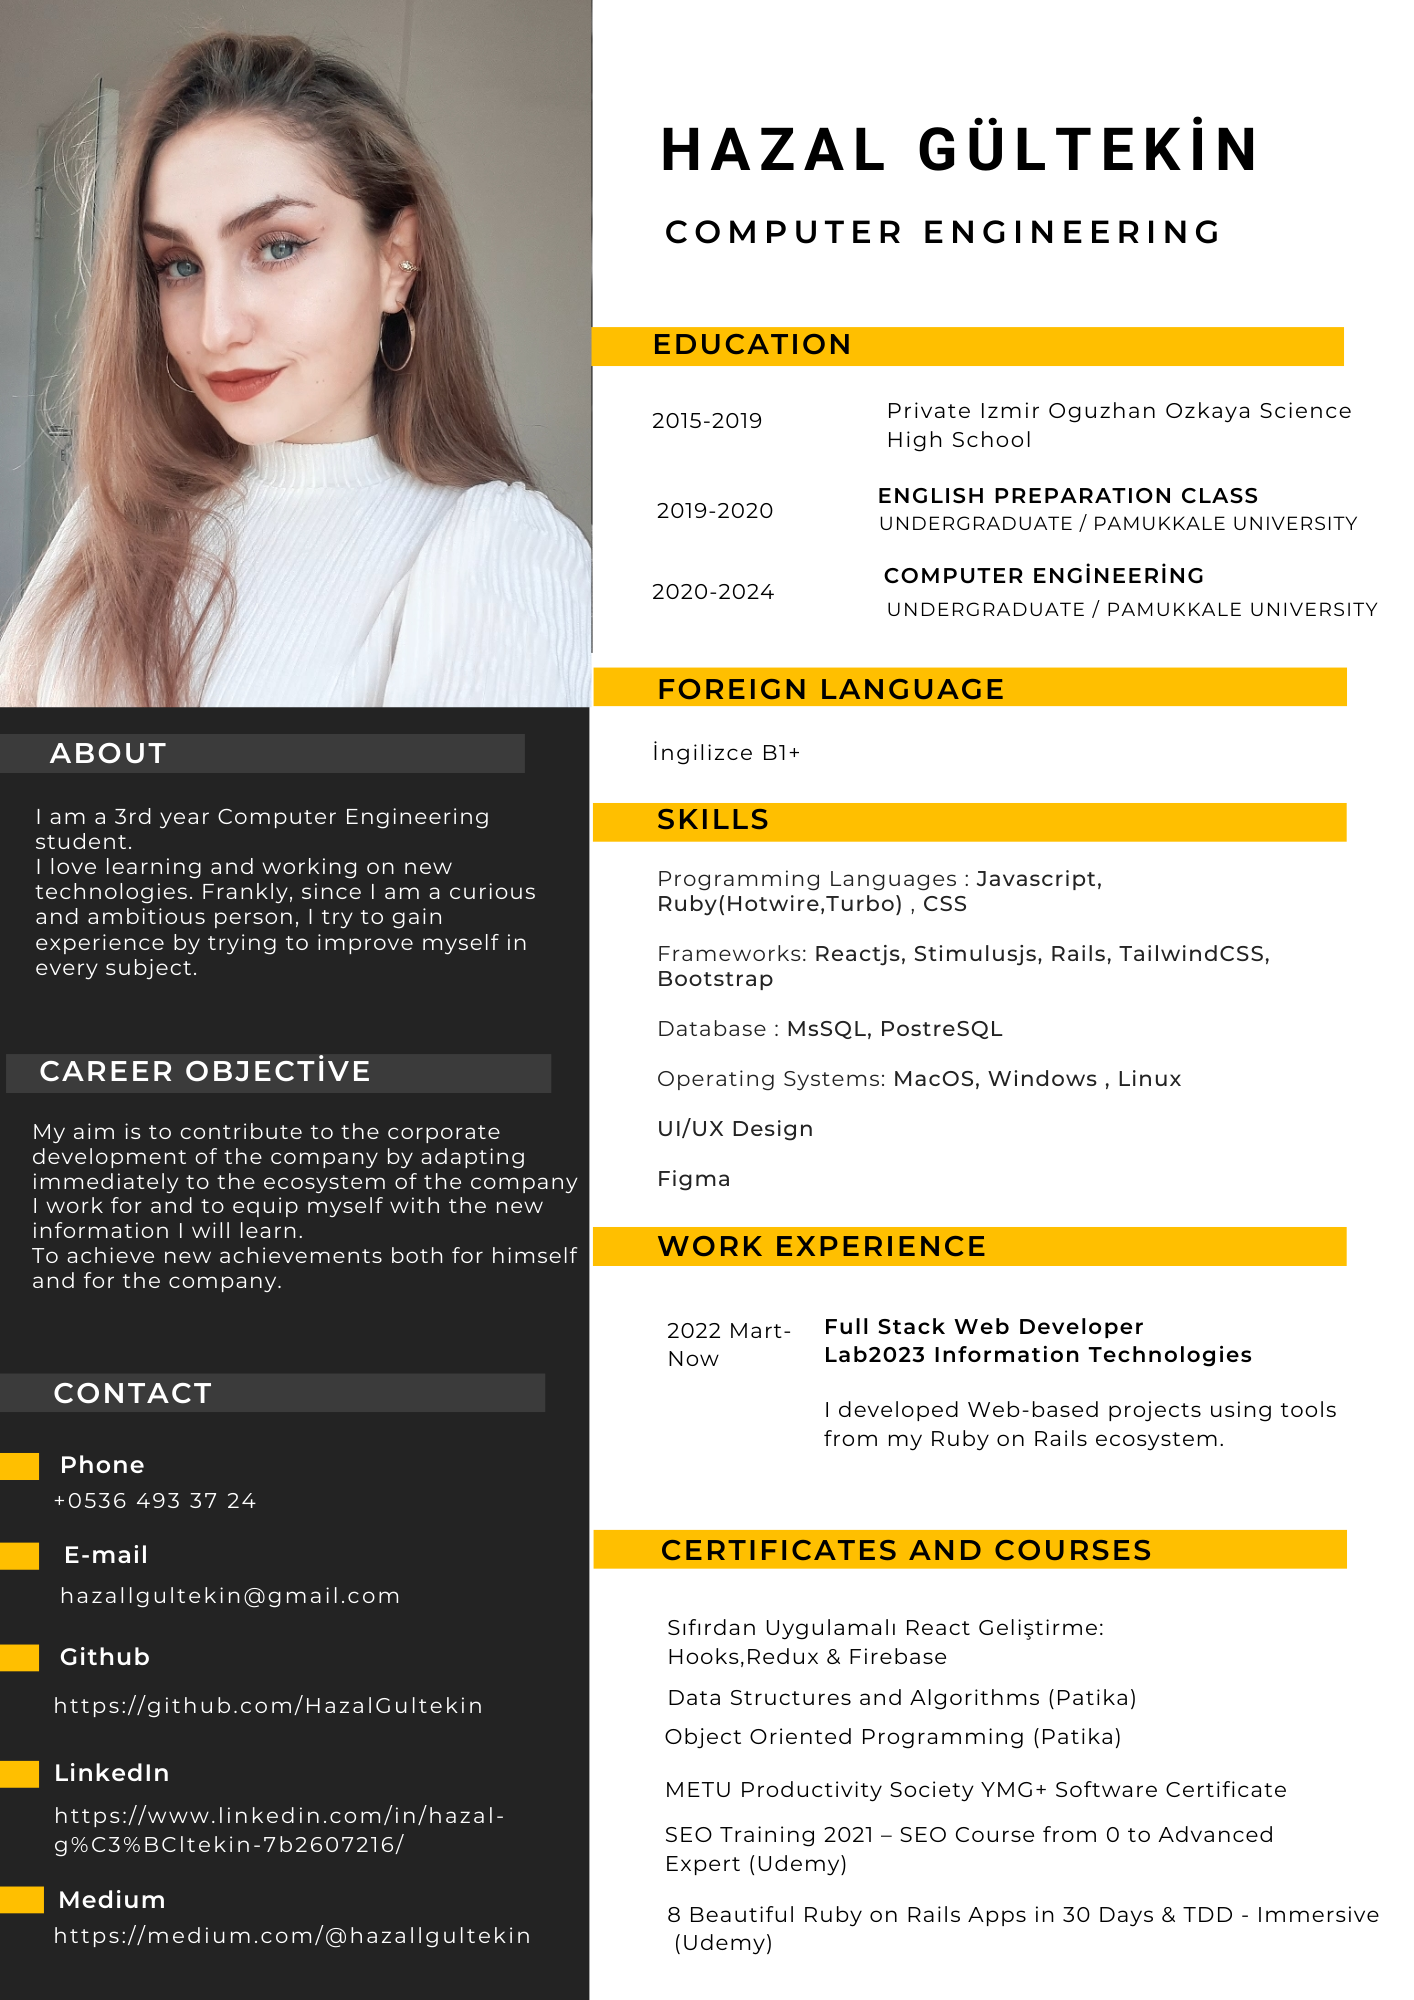 HAZAL GÜLTEKİN
COMPUTER ENGINEERING
EDUCATION
2015-2019
Private Izmir Oguzhan Ozkaya Science
High School
2019-2020
ENGLISH PREPARATION CLASS
UNDERGRADUATE / PAMUKKALE UNIVERSITY
2020-2024
COMPUTER ENGİNEERİNG
UNDERGRADUATE / PAMUKKALE UNIVERSITY
FOREIGN LANGUAGE
İngilizce B1+
SKILLS
Programming Languages : Javascript,
Ruby(Hotwire,Turbo) , CSS
Frameworks: Reactjs, Stimulusjs, Rails, TailwindCSS,
Bootstrap
Database : MsSQL, PostreSQL
Operating Systems: MacOS, Windows , Linux
UI/UX Design
Figma
WORK EXPERIENCE
2022 Mart-
Now
Full Stack Web Developer
Lab2023 Information Technologies
I developed Web-based projects using tools
from my Ruby on Rails ecosystem.
CERTIFICATES AND COURSES
Sıfırdan Uygulamalı React Geliştirme:
Hooks,Redux & Firebase
Data Structures and Algorithms (Patika)
Object Oriented Programming (Patika)
METU Productivity Society YMG+ Software Certificate
SEO Training 2021 – SEO Course from 0 to Advanced
Expert (Udemy)
8 Beautiful Ruby on Rails Apps in 30 Days & TDD - Immersive
(Udemy)
ABOUT
I am a 3rd year Computer Engineering
student.
I love learning and working on new
technologies. Frankly, since I am a curious
and ambitious person, I try to gain
experience by trying to improve myself in
every subject.
CAREER OBJECTİVE
My aim is to contribute to the corporate
development of the company by adapting
immediately to the ecosystem of the company
I work for and to equip myself with the new
information I will learn.
To achieve new achievements both for himself
and for the company.
CONTACT
Phone
+0536 493 37 24
E-mail
hazallgultekin@gmail.com
Github
https://github.com/HazalGultekin
LinkedIn
https://www.linkedin.com/in/hazal-
g%C3%BCltekin-7b2607216/
Medium
https://medium.com/@hazallgultekin